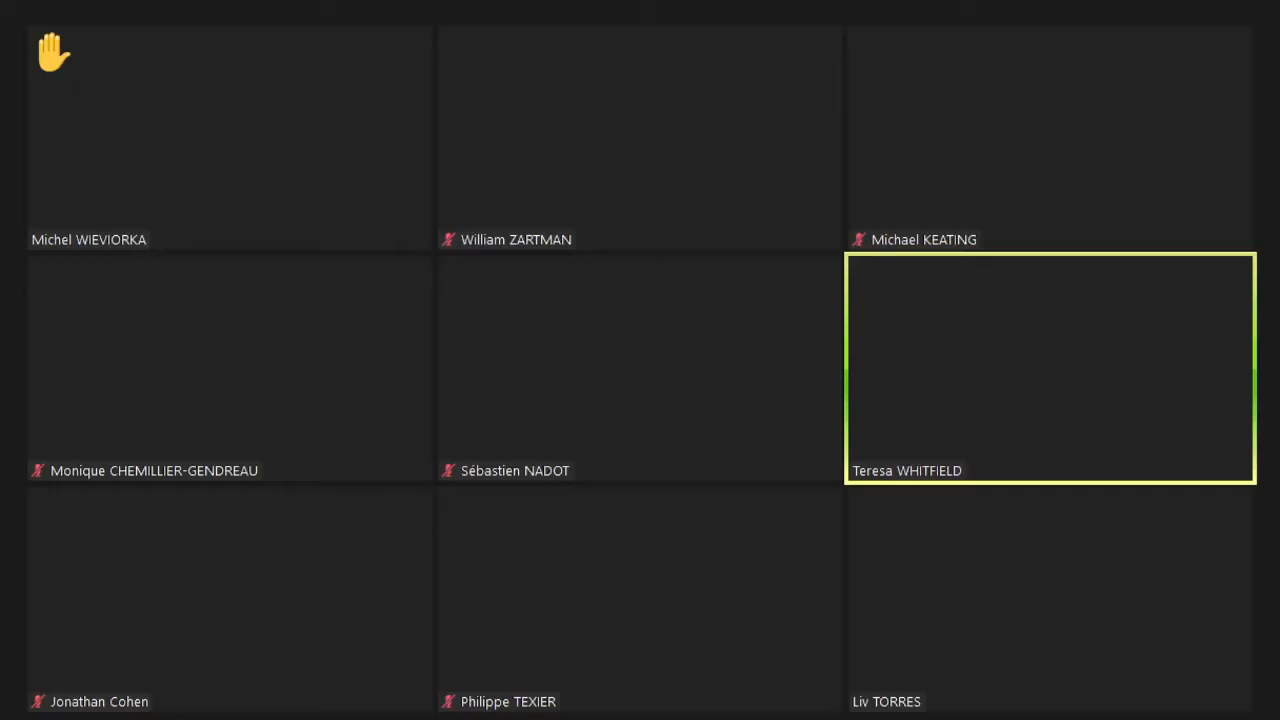 Michel WIEVIORKA
William ZARTMAN
Michael KEATING
Monique CHEMILLIER-GENDREAU
Sébastien NADOT
Teresa WHITFIELD
Jonathan Cohen
Philippe TEXIER
Liv TORRES